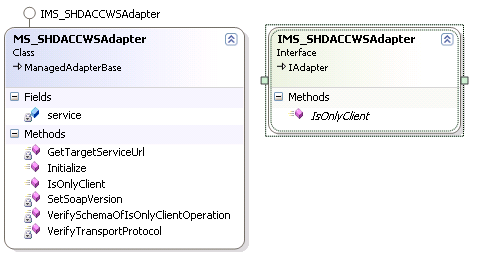 IMS_SHDACCWSAdapter
MS_SHDACCWSAdapter
Class
ManagedAdapterBase
Fields
service
Methods
GetTargetServiceUrl
Initialize
IsOnlyClient
SetSoapVersion
VerifySchemaOfIsOnlyClientOperation
VerifyTransportProtocol
IMS_SHDACCWSAdapter
Interface
IAdapter
Methods
IsOnlyClient